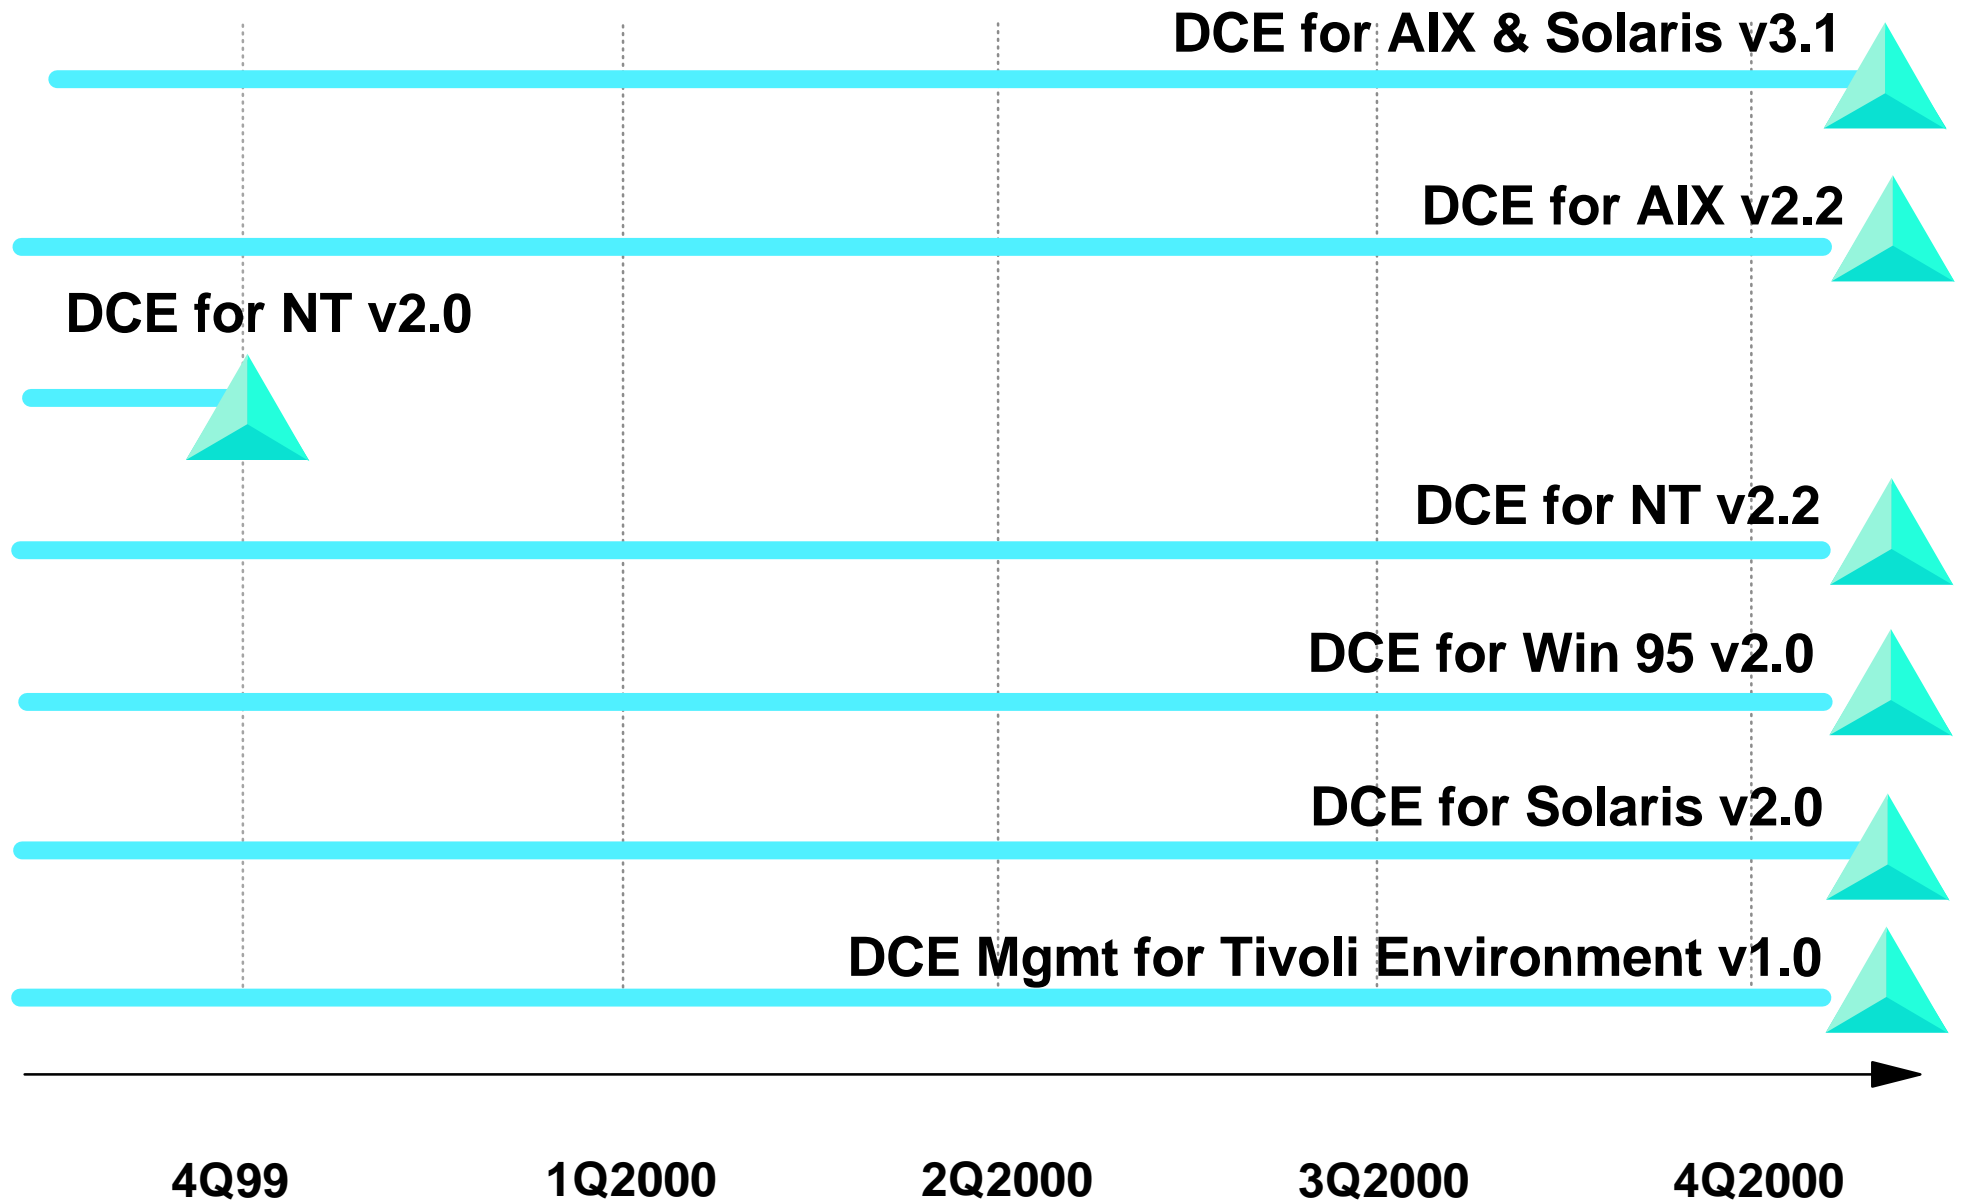 DCE for AIX & Solaris v3.1
DCE for AIX v2.2
DCE for NT v2.0
DCE for NT v2.2
DCE for Win 95 v2.0
DCE for Solaris v2.0
DCE Mgmt for Tivoli Environment v1.0
4Q99 1Q2000 2Q2000 3Q2000 4Q2000